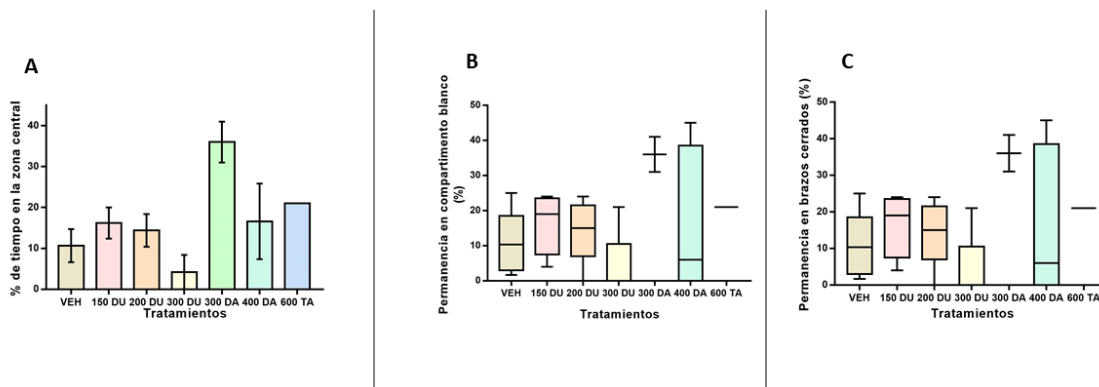 A
% de tiempo en la zona central
40
30
20
10
0
VEH 150 DU 200 DU 300 DU 300 DA 400 DA 600 TA
Tratamientos
B
Permanencia en compartimento blanco
(%)
50
40
30
20
10
0
VEH 150 DU 200 DU 300 DU 300 DA 400 DA 600 TA
Tratamientos
C
Permanencia en brazos cerrados (%)
50
40
30
20
10
0
VEH 150 DU 200 DU 300 DU 300 DA 400 DA 600 TA
Tratamientos